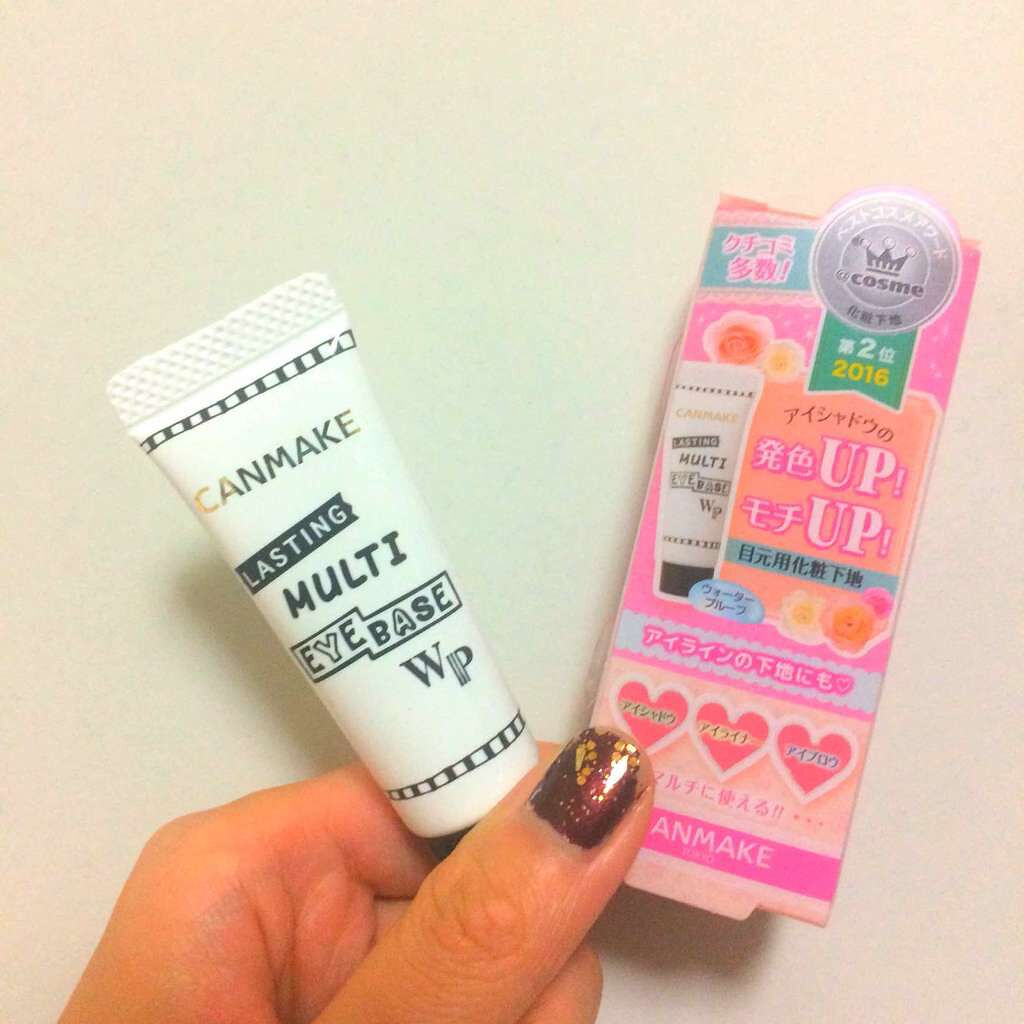 CANMAKE
LASTING
MULTI
EYE BASE
WP
クチコミ
多数!
ベストコスメアワード
@cosme
化粧下地
第2位
2016
CANMAKE
LASTING
MULTI
EYE BASE
WP
アイシャドウの
発色UP!
モチUP!
目元用化粧下地
ウォーター
プルーフ
アイラインの下地にも♡
アイシャドウ
アイライナー
アイブロウ
マルチに使える!!
CANMAKE
TOKYO